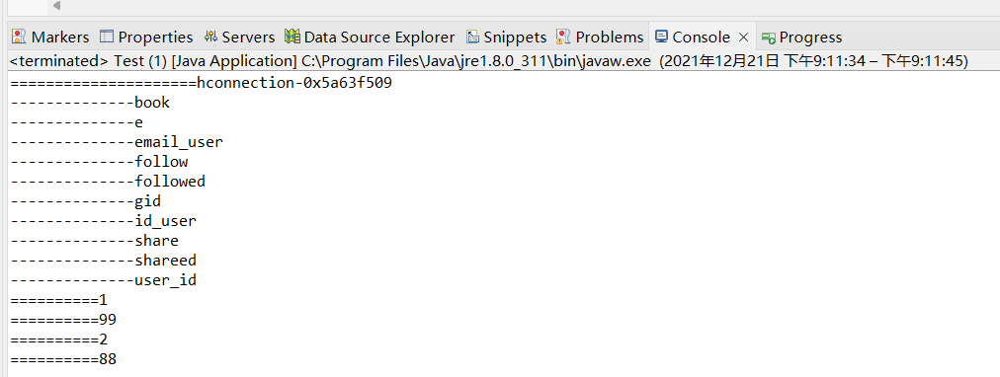 Markers Properties Servers Data Source Explorer Snippets Problems Console Progress
<terminated> Test (1) [Java Application] C:\Program Files\Java\jre1.8.0_311\bin\javaw.exe (2021年12月21日 下午9:11:34 – 下午9:11:45)
=====================hconnection-0x5a63f509
--------------book
--------------e
--------------email_user
--------------follow
--------------followed
--------------gid
--------------id_user
--------------share
--------------shareed
--------------user_id
==========1
==========99
==========2
==========88